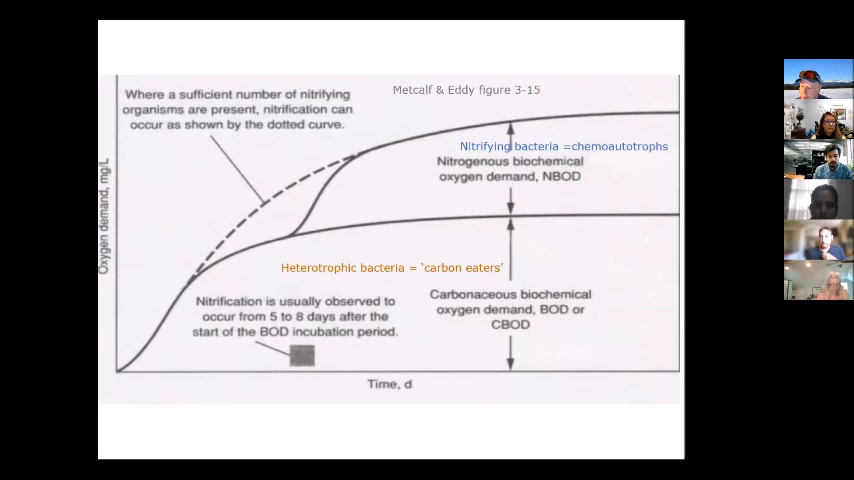 Where a sufficient number of nitrifying
organisms are present, nitrification can
occur as shown by the dotted curve.
Metcalf & Eddy figure 3-15
Nitrifying bacteria =chemoautotrophs
Nitrogenous biochemical
oxygen demand, NBOD
Oxygen demand, mg/L
Heterotrophic bacteria = ‘carbon eaters’
Nitrification is usually observed to
occur from 5 to 8 days after the
start of the BOD incubation period.
Carbonaceous biochemical
oxygen demand, BOD or
CBOD
Time, d